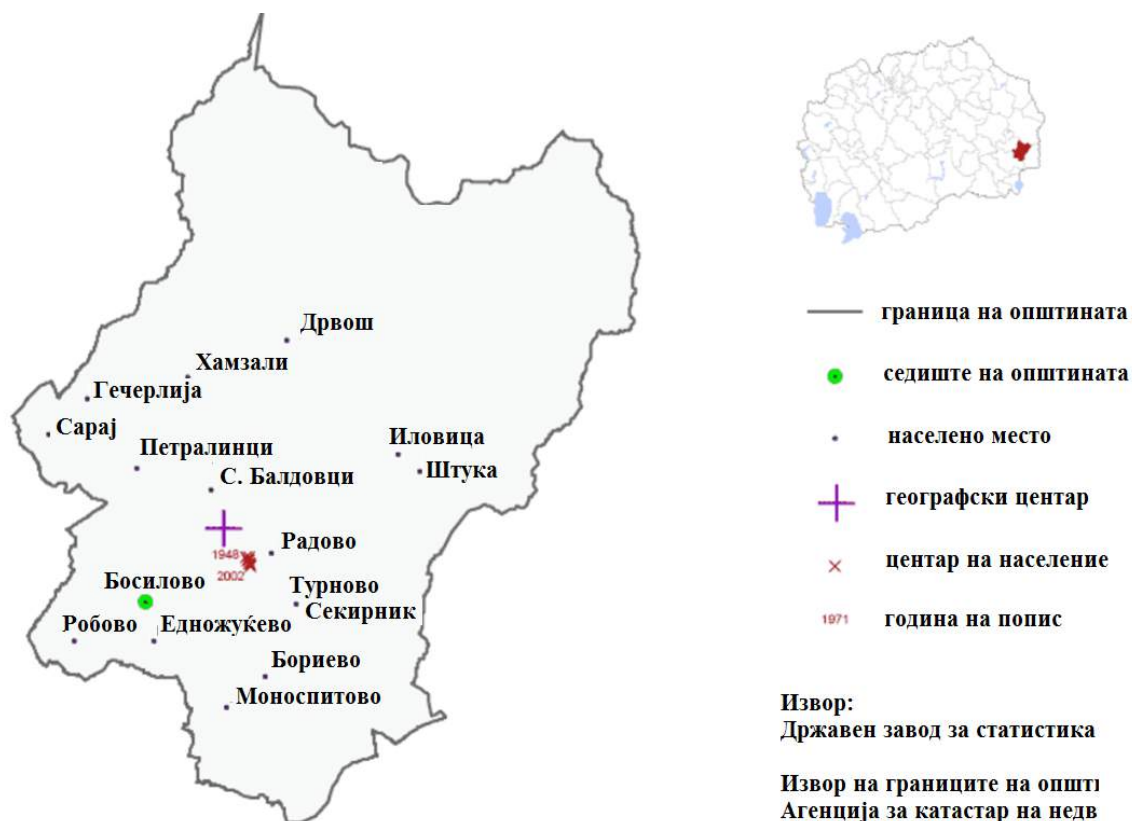 Дрвош
Хамзали
Гечерлија
Сарај
Петралинци
Иловица
Штука
С. Балдовци
1948
Радово
2002
Босилово
Турново
Секирник
Робово
Едножуќево
Бориево
Моноспитово
граница на општината
седиште на општината
населено место
географски центар
центар на население
1971 година на попис
Извор:
Државен завод за статистика
Извор на границите на општ
Агенција за катастар на недв